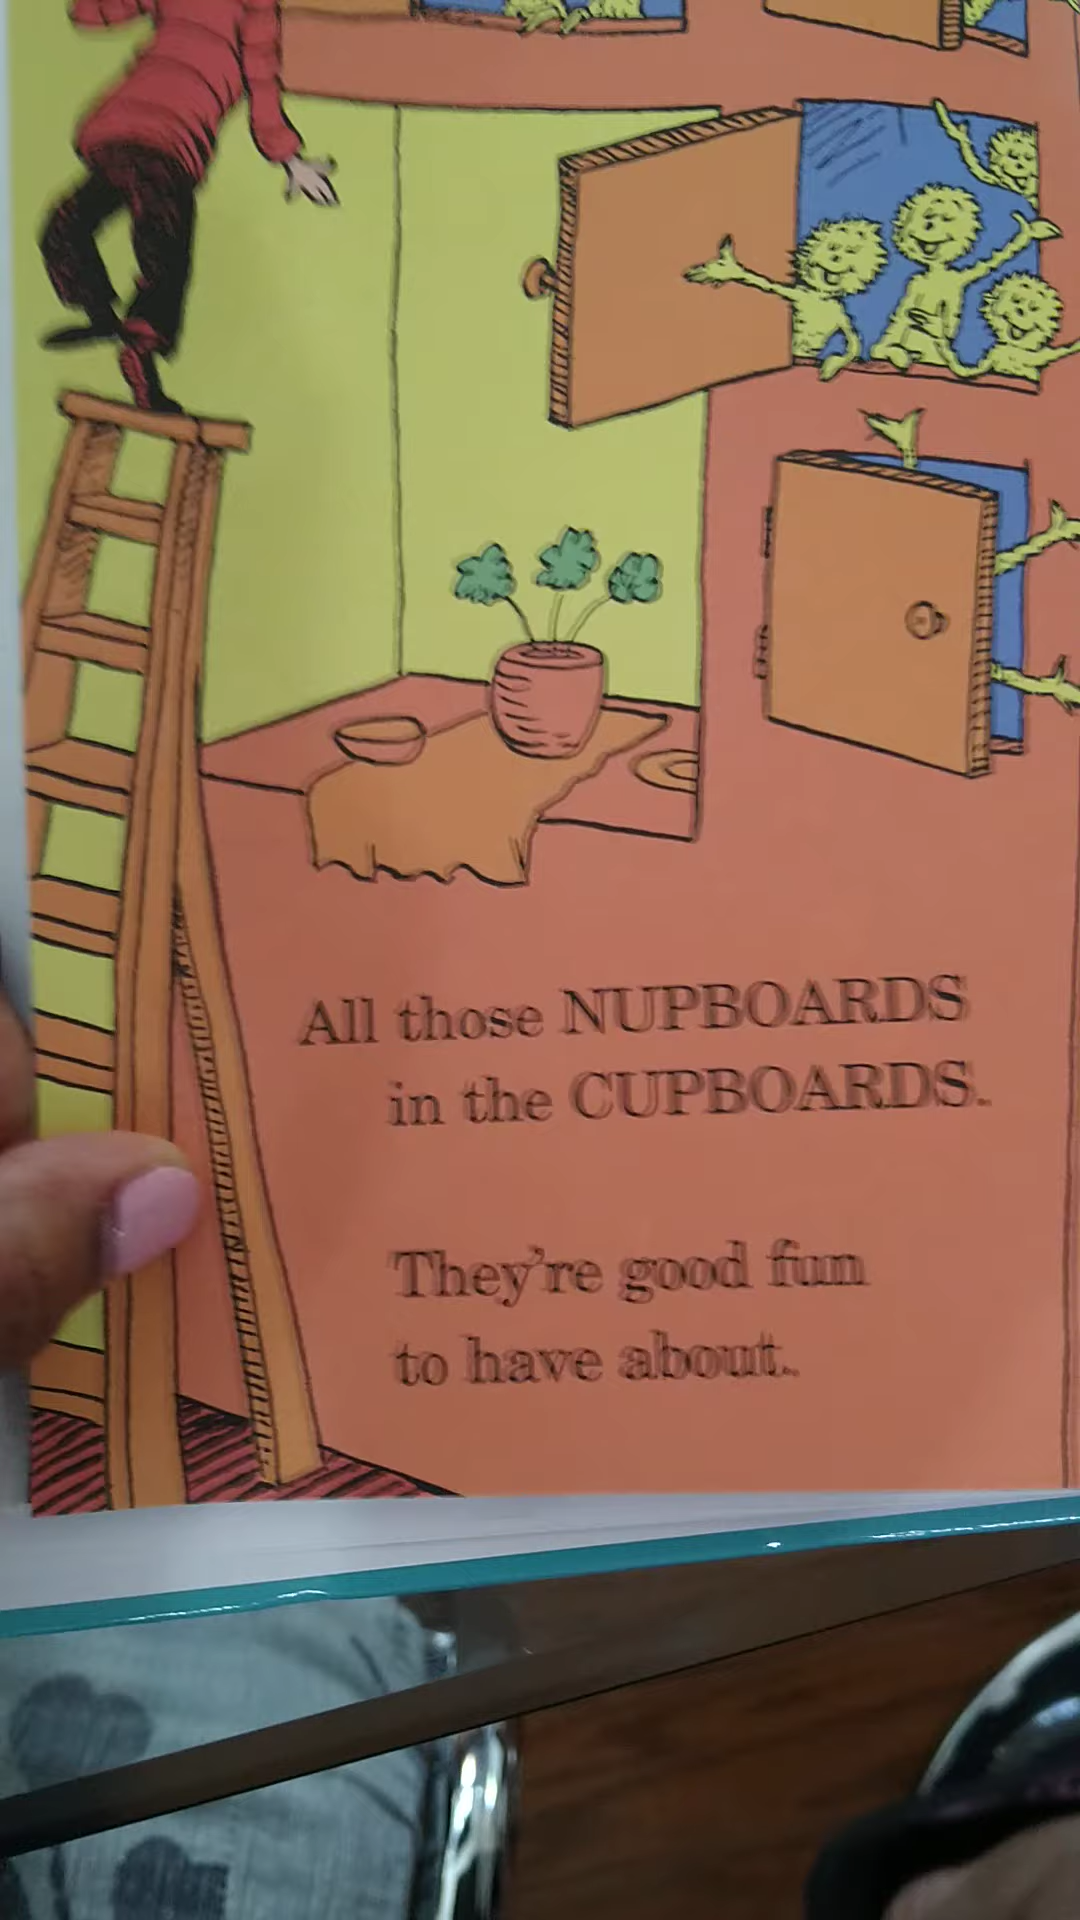 All those NUPBOARDS
in the CUPBOARDS.
They're good fun
to have about.